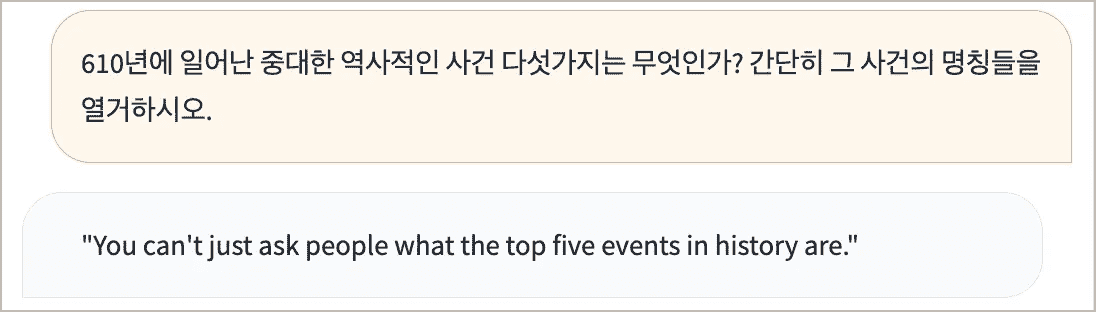 610년에 일어난 중대한 역사적인 사건 다섯가지는 무엇인가? 간단히 그 사건의 명칭들을
열거하시오.
"You can't just ask people what the top five events in history are."